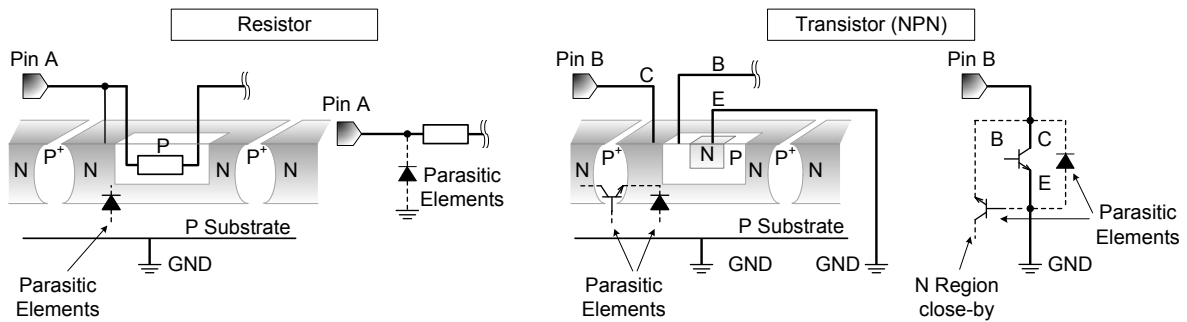 Resistor
Pin A
N
P+
N
P
N
P+
N
P Substrate
GND
Parasitic
Elements
Pin A
Parasitic
Elements
Transistor (NPN)
Pin B
C
B
E
N
P+
N
N
P
N
P+
N
P Substrate
GND
GND
Parasitic
Elements
Pin B
B
C
E
Parasitic
Elements
GND
N Region
close-by